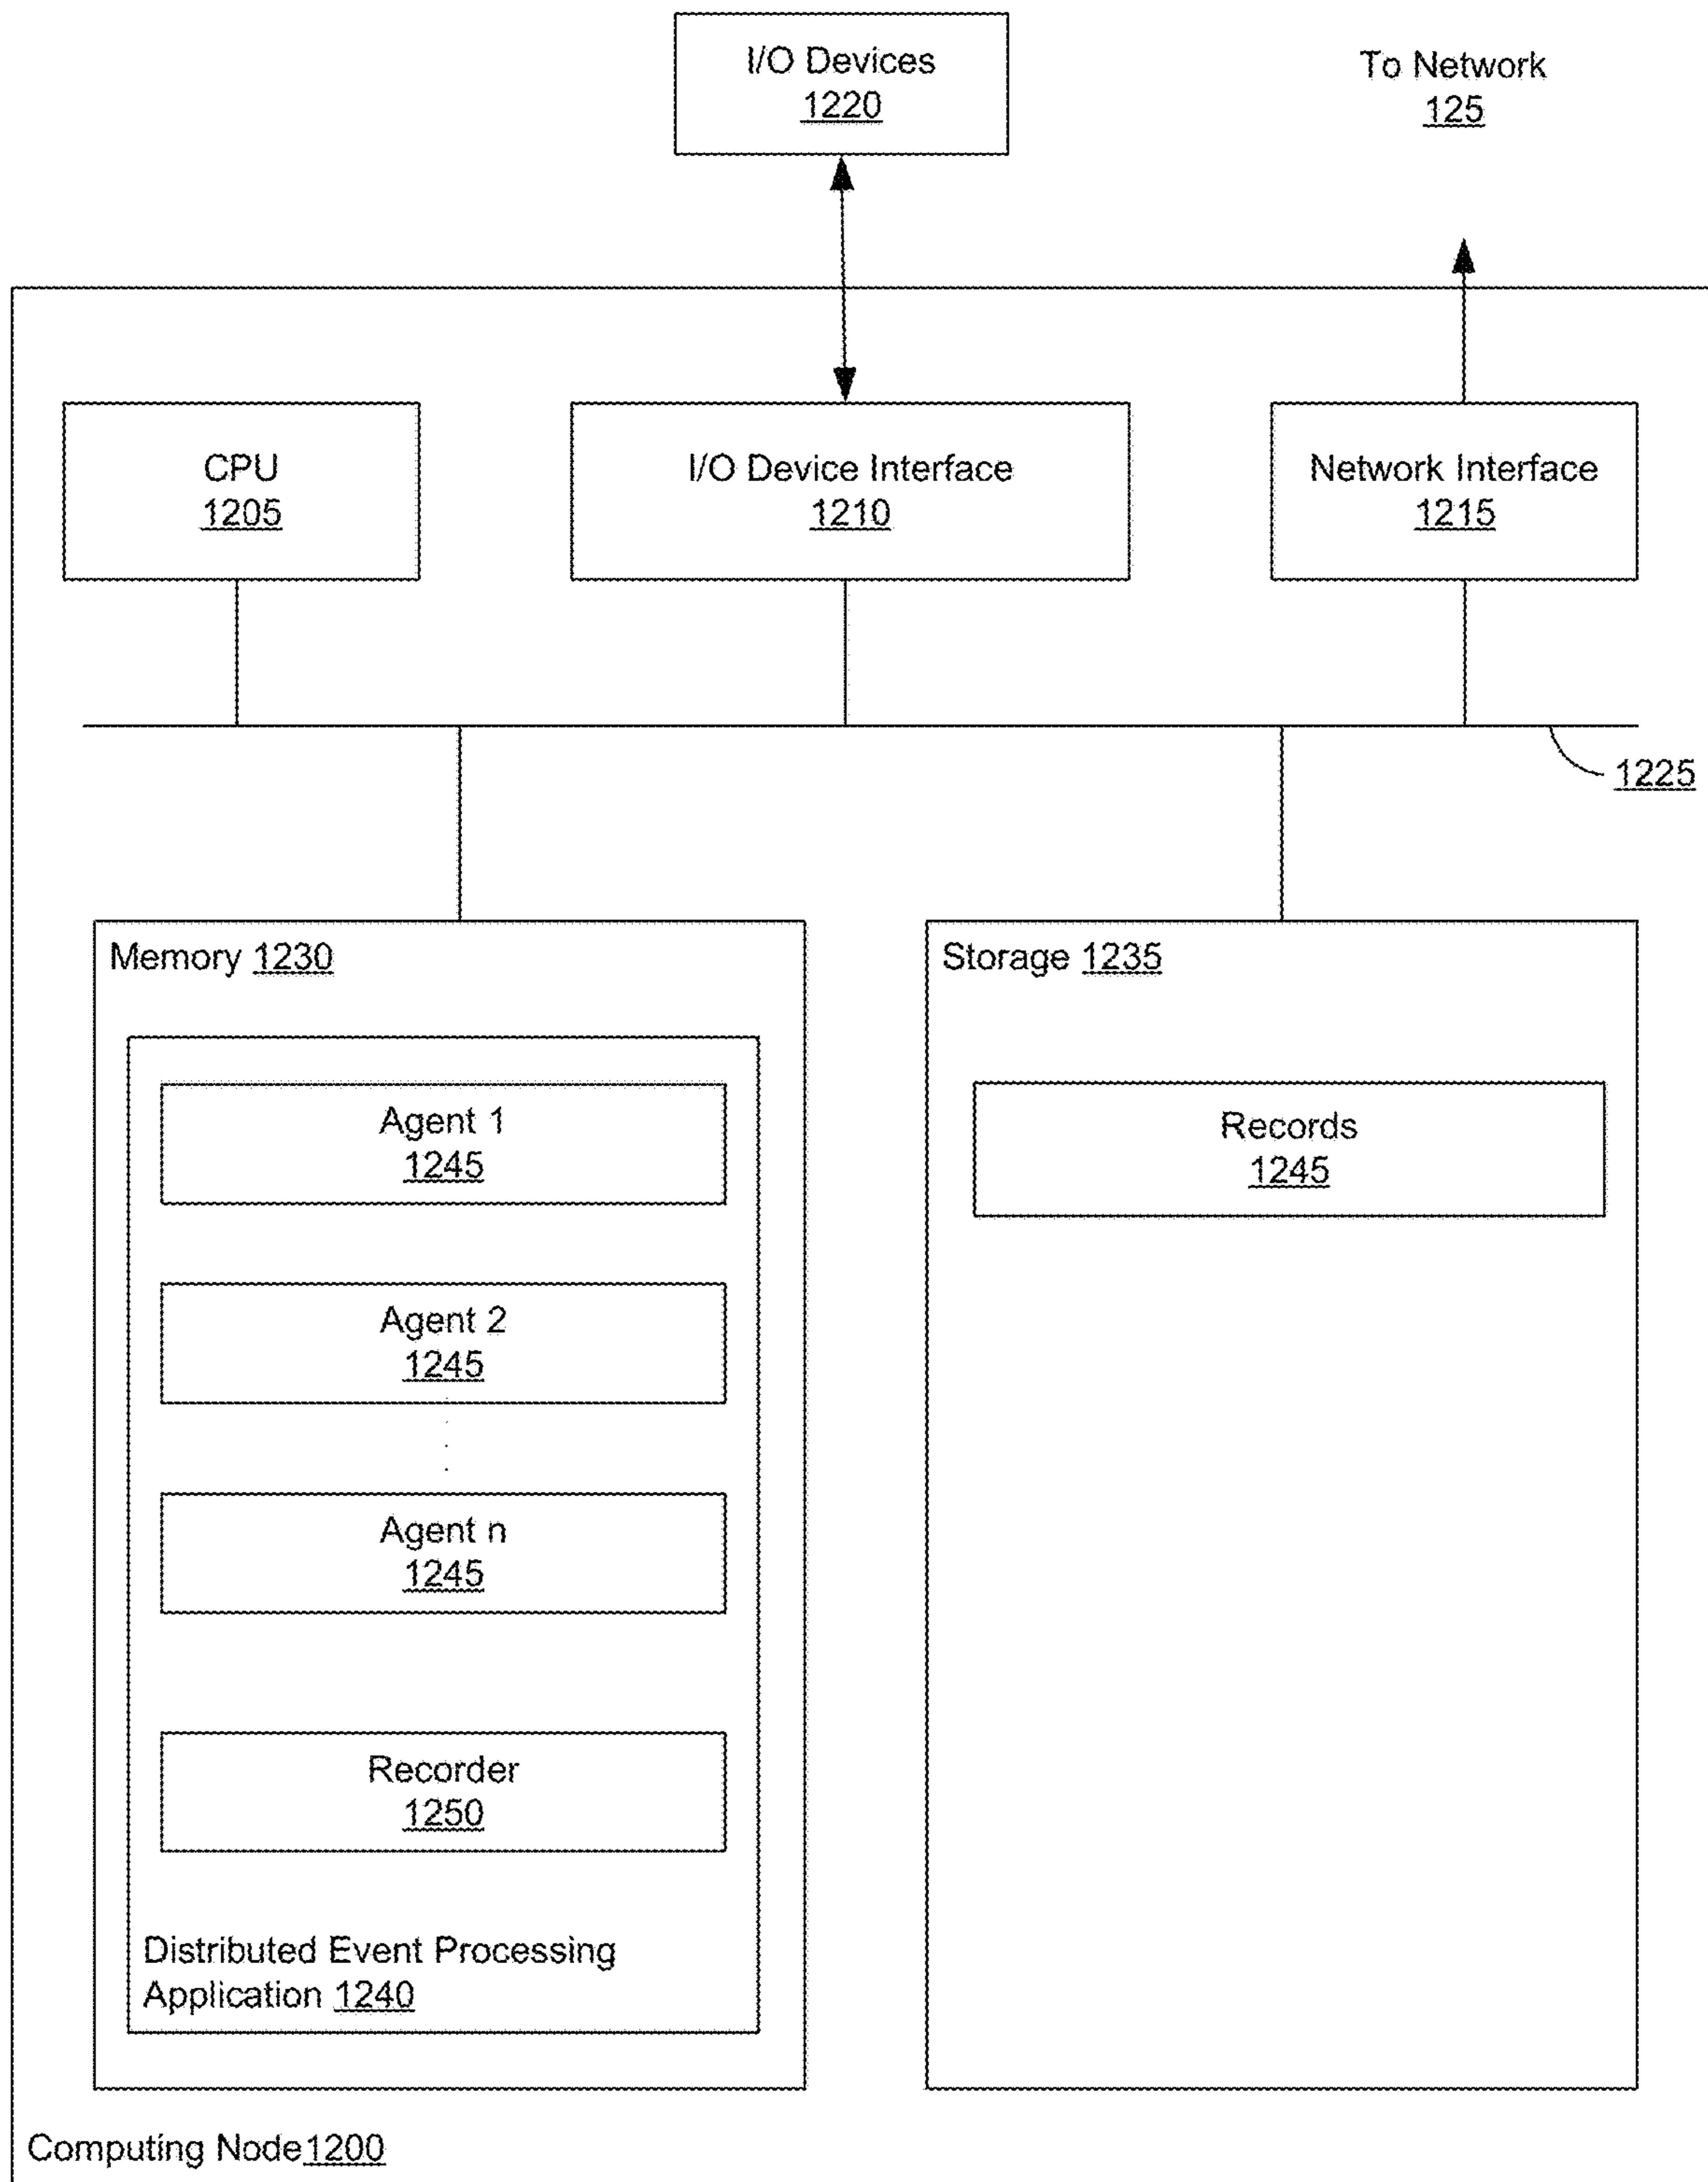 I/O Devices
1220
To Network
125
CPU
1205
I/O Device Interface
1210
Network Interface
1215
1225
Memory 1230
Storage 1235
Agent 1
1245
Records
1245
Agent 2
1245
Agent n
1245
Recorder
1250
Distributed Event Processing
Application 1240
Computing Node1200